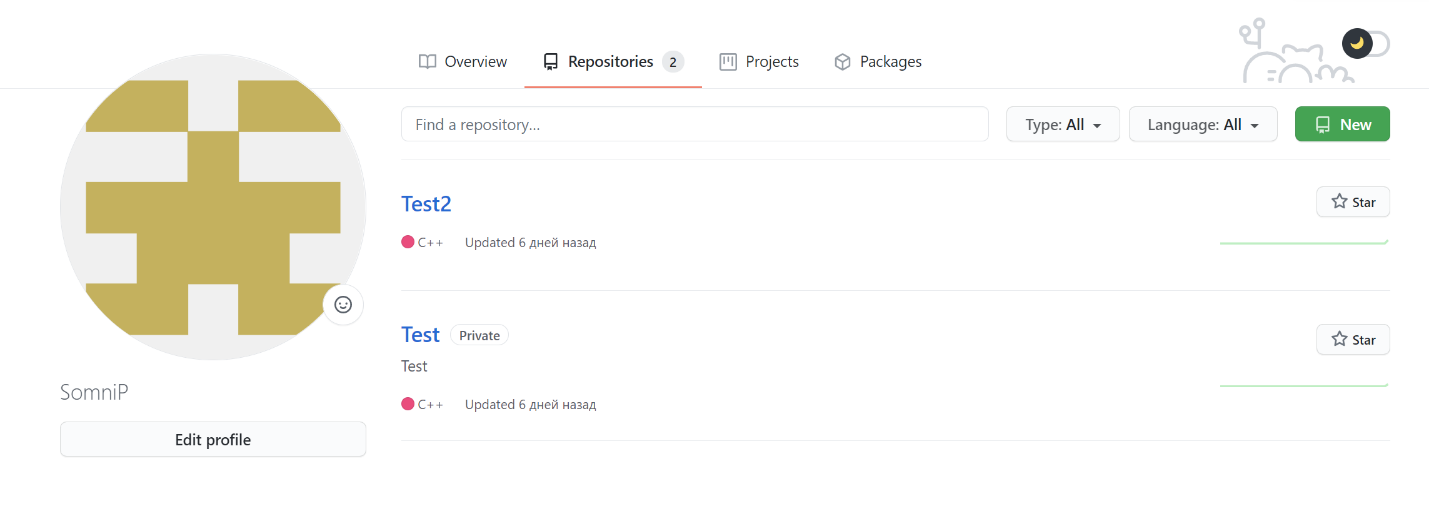 Overview Repositories 2 Projects Packages
Find a repository... Type: All Language: All New
Test2 Star
C++ Updated 6 дней назад
Test Private Star
Test
C++ Updated 6 дней назад
SomniP
Edit profile